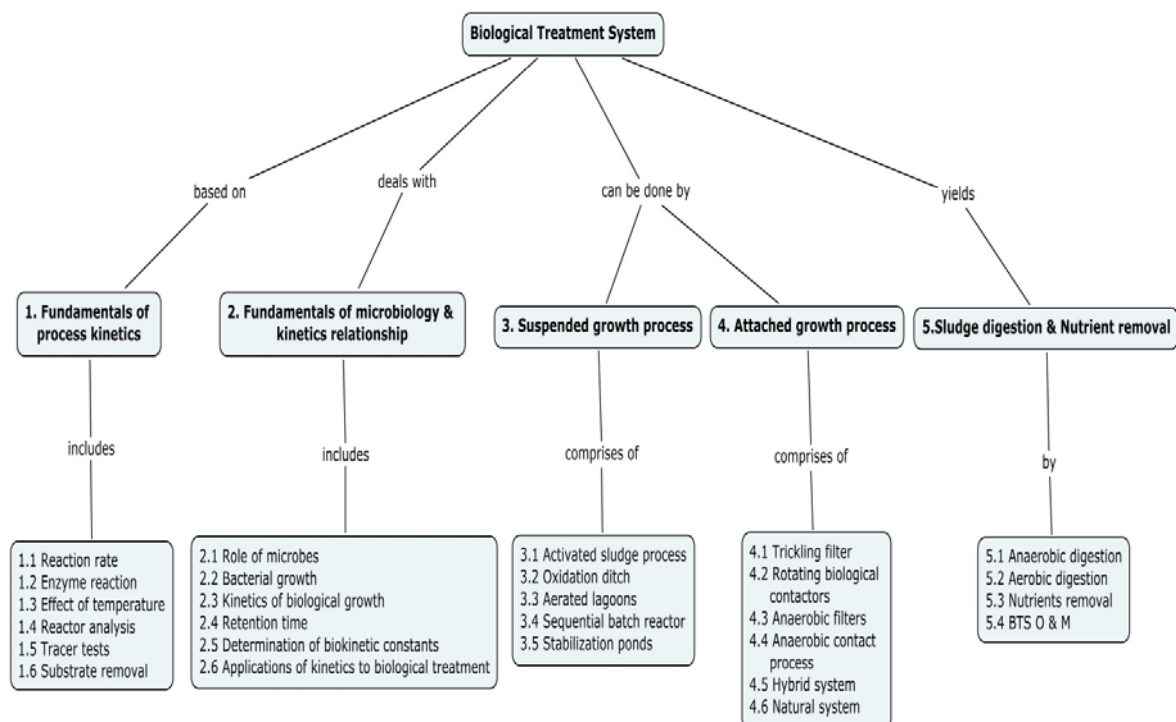 Biological Treatment System
based on
deals with
can be done by
yields
1. Fundamentals of
process kinetics
2. Fundamentals of microbiology &
kinetics relationship
3. Suspended growth process
4. Attached growth process
5.Sludge digestion & Nutrient removal
includes
includes
comprises of
comprises of
by
1.1 Reaction rate
1.2 Enzyme reaction
1.3 Effect of temperature
1.4 Reactor analysis
1.5 Tracer tests
1.6 Substrate removal
2.1 Role of microbes
2.2 Bacterial growth
2.3 Kinetics of biological growth
2.4 Retention time
2.5 Determination of biokinetic constants
2.6 Applications of kinetics to biological treatment
3.1 Activated sludge process
3.2 Oxidation ditch
3.3 Aerated lagoons
3.4 Sequential batch reactor
3.5 Stabilization ponds
4.1 Trickling filter
4.2 Rotating biological
contactors
4.3 Anaerobic filters
4.4 Anaerobic contact
process
4.5 Hybrid system
4.6 Natural system
5.1 Anaerobic digestion
5.2 Aerobic digestion
5.3 Nutrients removal
5.4 BTS O & M